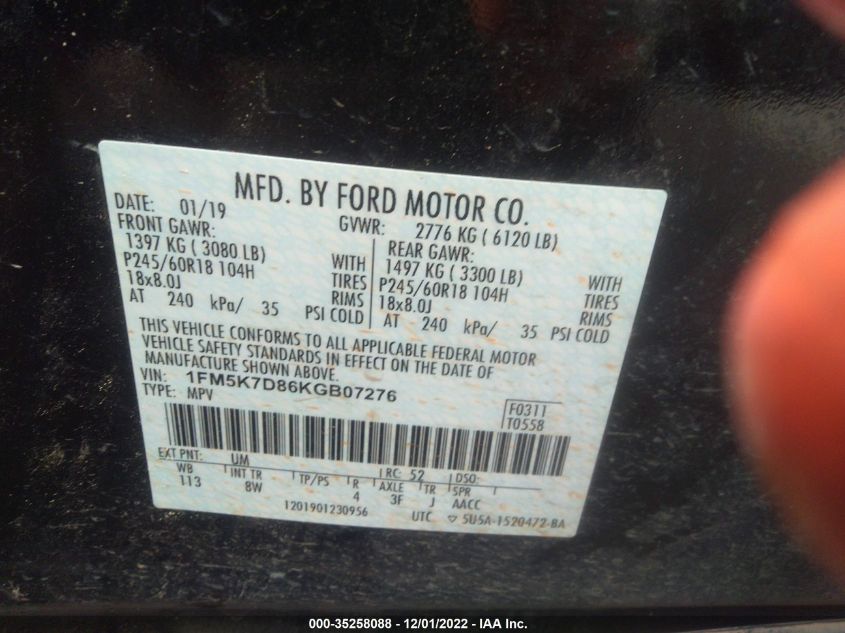 MFD. BY FORD MOTOR CO.
DATE: 01/19 GVWR: 2776 KG ( 6120 LB)
FRONT GAWR: REAR GAWR:
1397 KG ( 3080 LB) WITH 1497 KG ( 3300 LB) WITH
P245/60R18 104H TIRES P245/60R18 104H TIRES
18x8.0J RIMS 18x8.0J RIMS
AT 240 kPa/ 35 PSI COLD AT 240 kPa/ 35 PSI COLD
THIS VEHICLE CONFORMS TO ALL APPLICABLE FEDERAL MOTOR
VEHICLE SAFETY STANDARDS IN EFFECT ON THE DATE OF
MANUFACTURE SHOWN ABOVE.
VIN: 1FM5K7D86KGB07276
TYPE: MPV
F0311
T0558
EXT PNT: UM RC: 52 DSO:
WB INT TR TP/PS R AXLE TR SPR
113 8W 4 3F J AACC
1201901230956 UTC ▽ 5U5A-1520472-BA
000-35258088 - 12/01/2022 - IAA Inc.